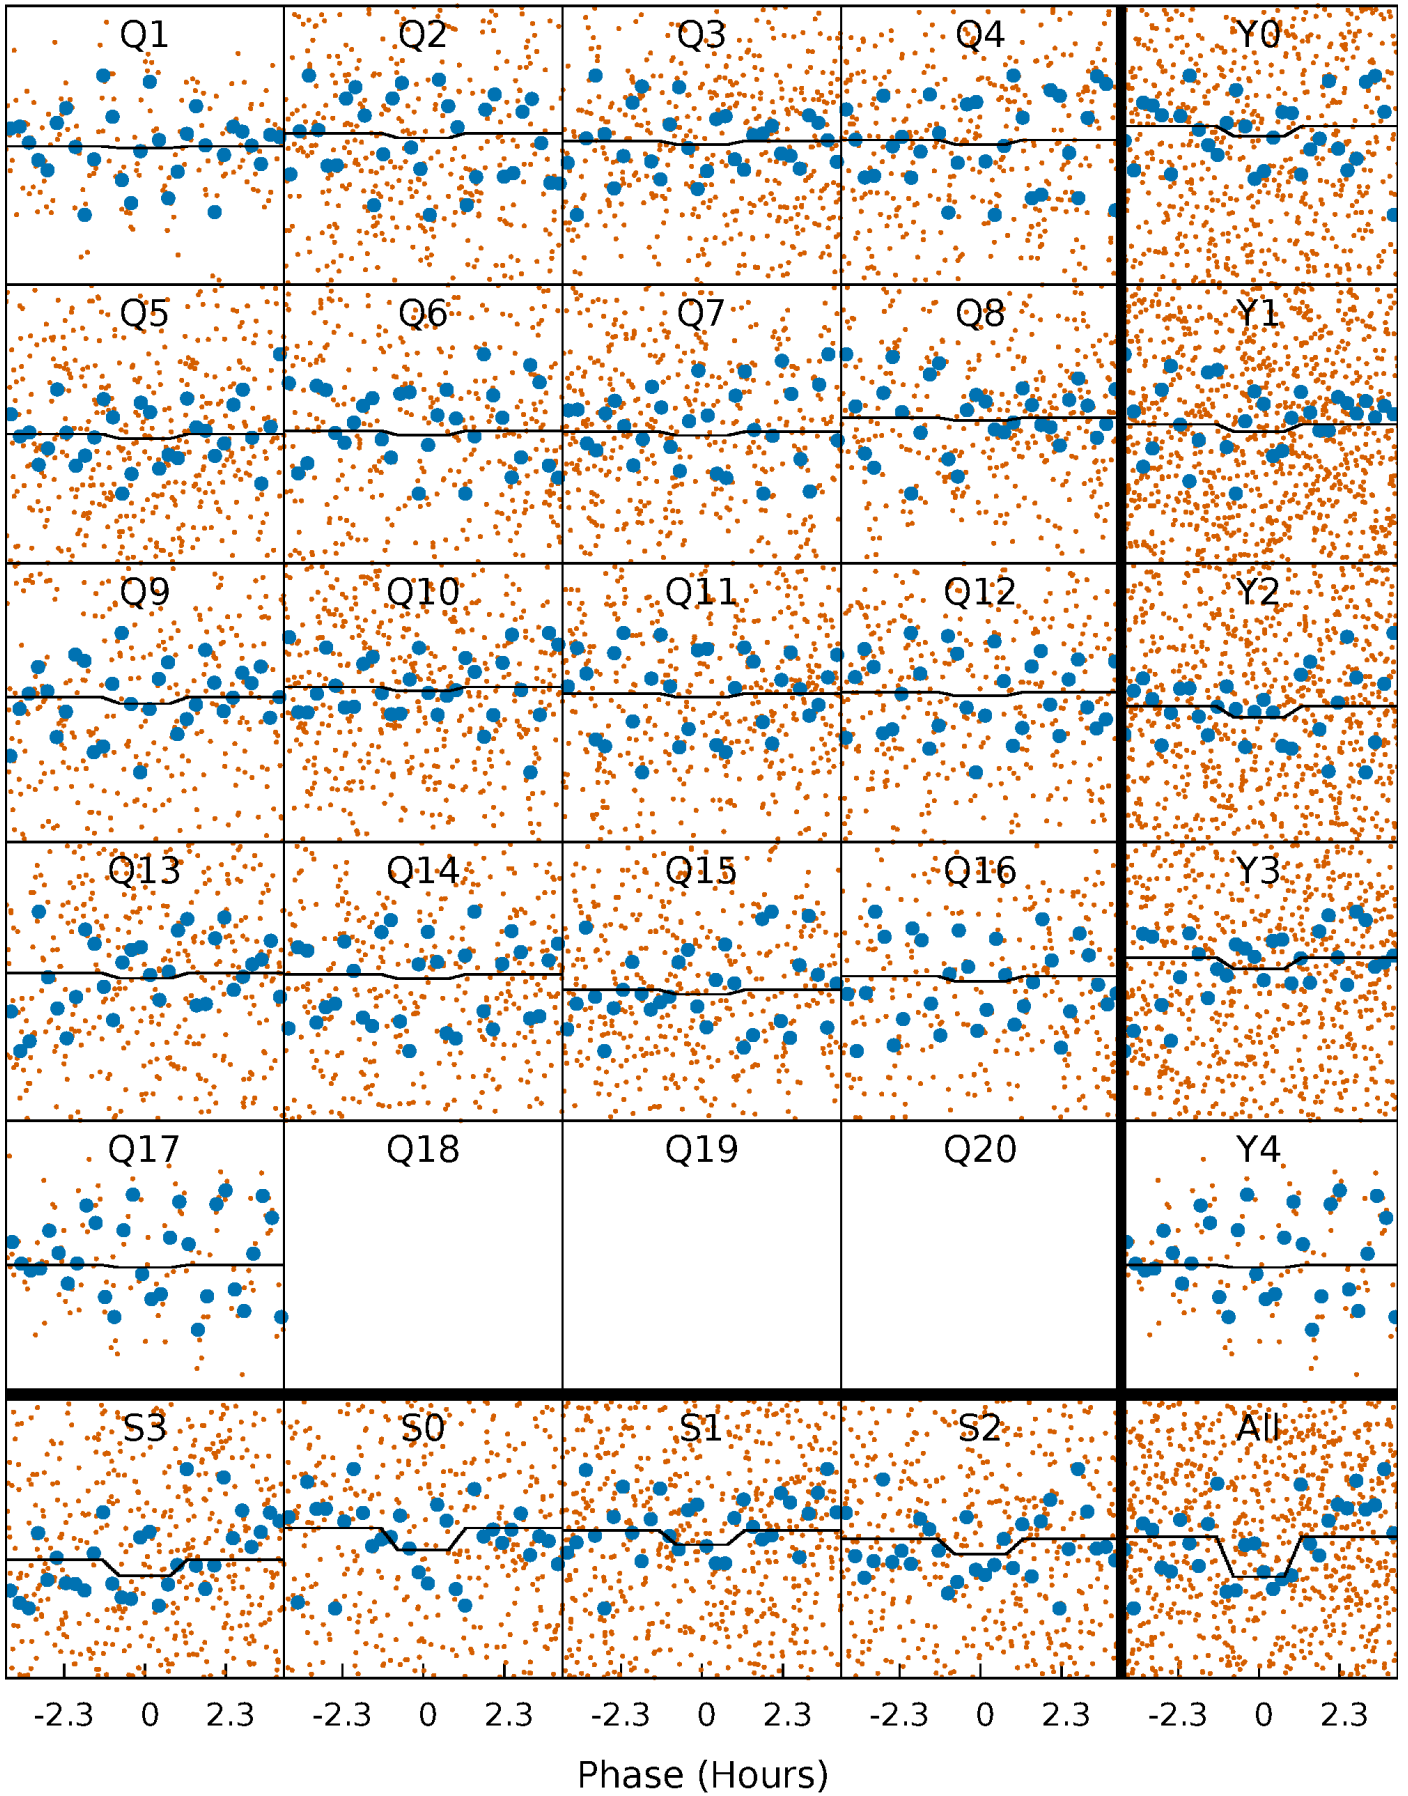 Q1 Q2 Q3 Q4 Y0
Q5 Q6 Q7 Q8 Y1
Q9 Q10 Q11 Q12 Y2
Q13 Q14 Q15 Q16 Y3
Q17 Q18 Q19 Q20 Y4
S3 S0 S1 S2 All
-2.3 0 2.3 -2.3 0 2.3 -2.3 0 2.3 -2.3 0 2.3 -2.3 0 2.3
Phase (Hours)